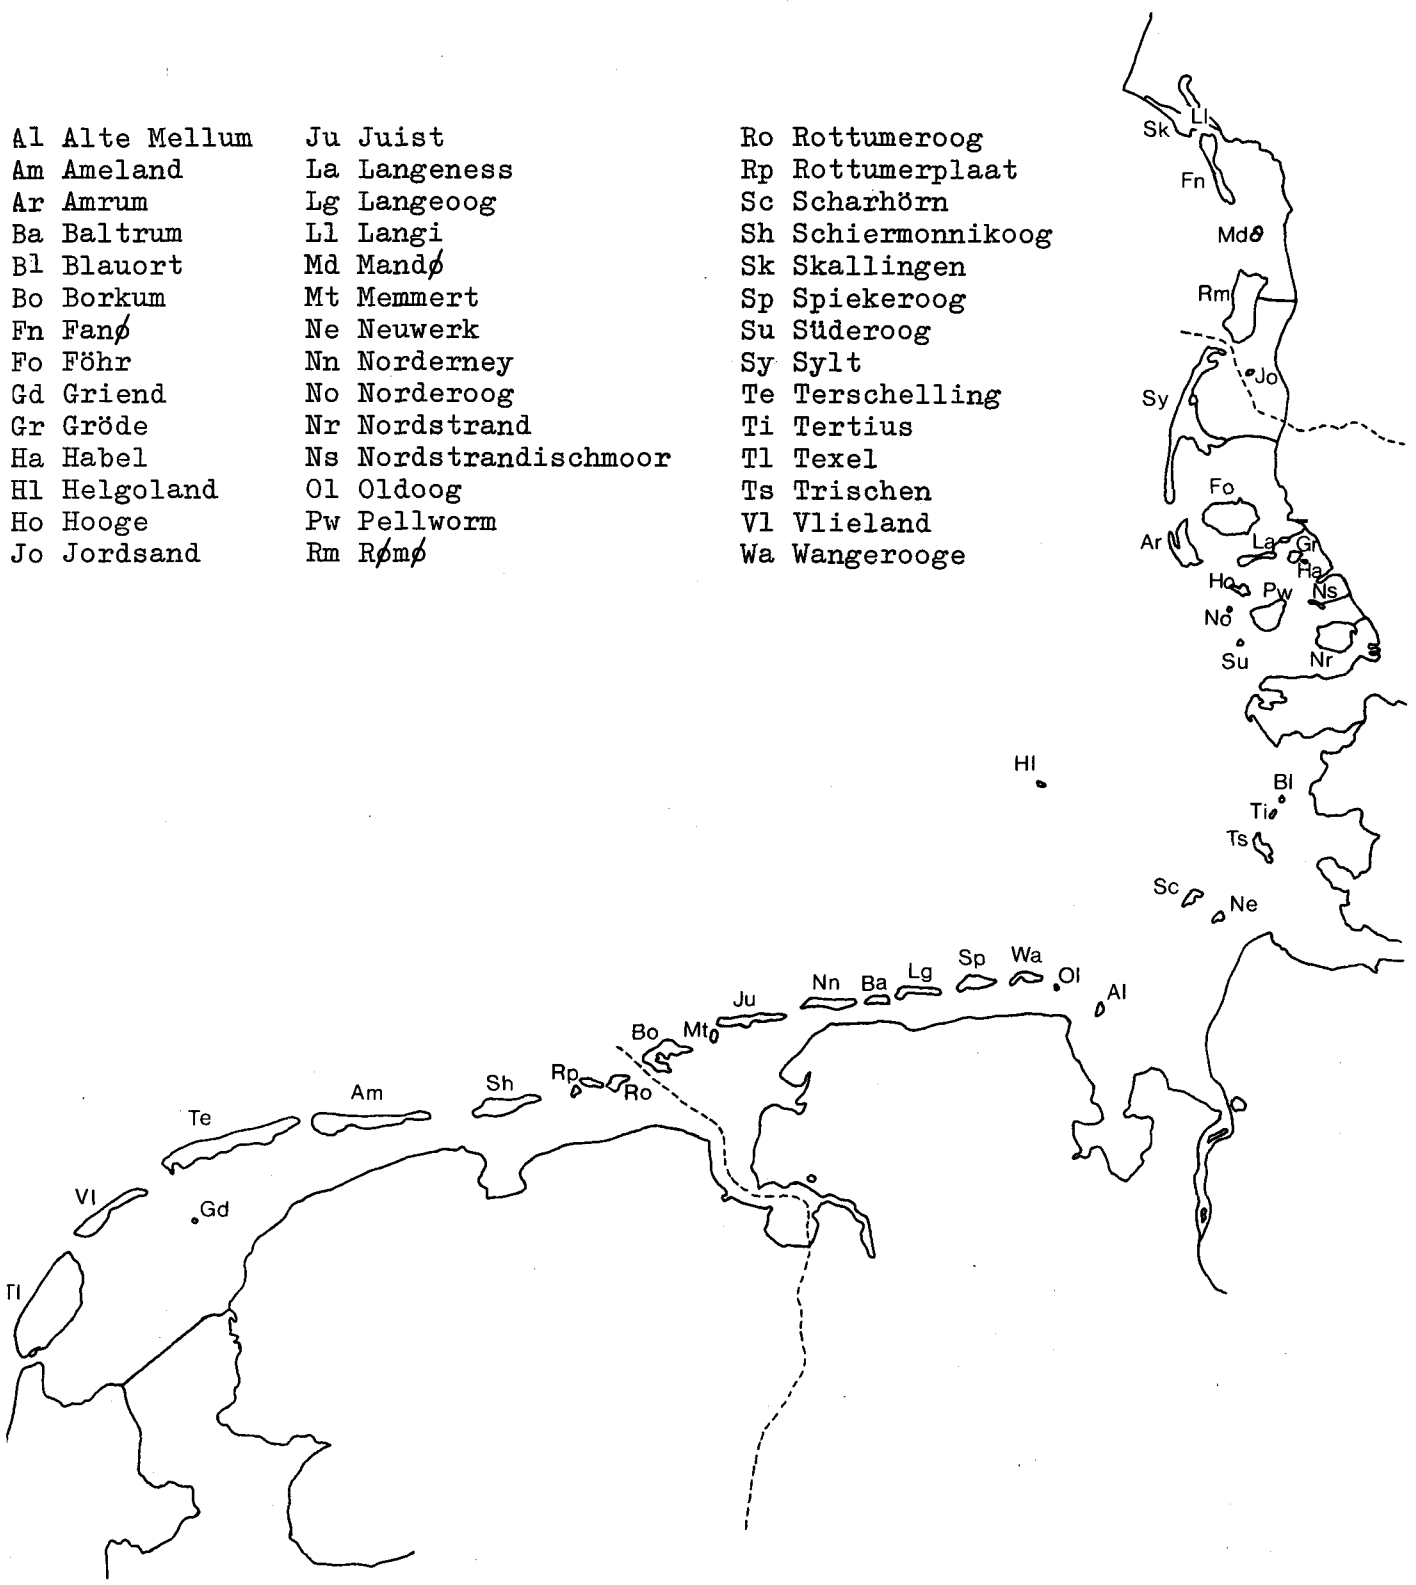 Al Alte Mellum
Am Ameland
Ar Amrum
Ba Baltrum
Bl Blauort
Bo Borkum
Fn Fanø
Fo Föhr
Gd Griend
Gr Gröde
Ha Habel
Hl Helgoland
Ho Hooge
Jo Jordsand
Ju Juist
La Langeness
Lg Langeoog
Ll Langi
Md Mandø
Mt Memmert
Ne Neuwerk
Nn Norderney
No Norderoog
Nr Nordstrand
Ns Nordstrandischmoor
Ol Oldoog
Pw Pellworm
Rm Rømø
Ro Rottumeroog
Rp Rottumerplaat
Sc Scharhörn
Sh Schiermonnikoog
Sk Skallingen
Sp Spiekeroog
Su Süderoog
Sy Sylt
Te Terschelling
Ti Tertius
Tl Texel
Ts Trischen
Vl Vlieland
Wa Wangerooge
Ll
Sk
Fn
Md
Rm
Jo
Sy
Fo
Ar
La
Gr
Ha
Ho
Pw
Ns
No
Su
Nr
Hl
Bl
Ti
Ts
Sc
Ne
Sp
Wa
Lg
Ol
Al
Nn
Ba
Ju
Bo
Mt
Rp
Ro
Sh
Am
Te
Vl
Gd
Tl